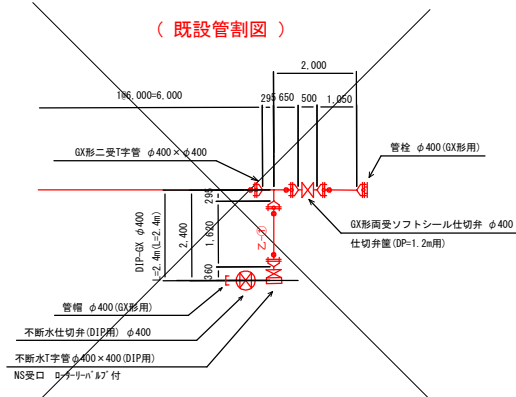 ( 既設管割図 )
2,000
1@6,000=6,000
295
650
500
1,050
GX形二受T字管 φ400×φ400
管栓 φ400(GX形用)
GX形両受ソフトシール仕切弁 φ400
仕切弁筐(DP=1.2m用)
DIP-GX φ400
=2.4m(L=2.4m)
2,400
295
1,620
360
管帽 φ400(GX形用)
不断水仕切弁(DIP用) φ400
不断水T字管φ400×400(DIP用)
NS受口 ロータリーバルブ付